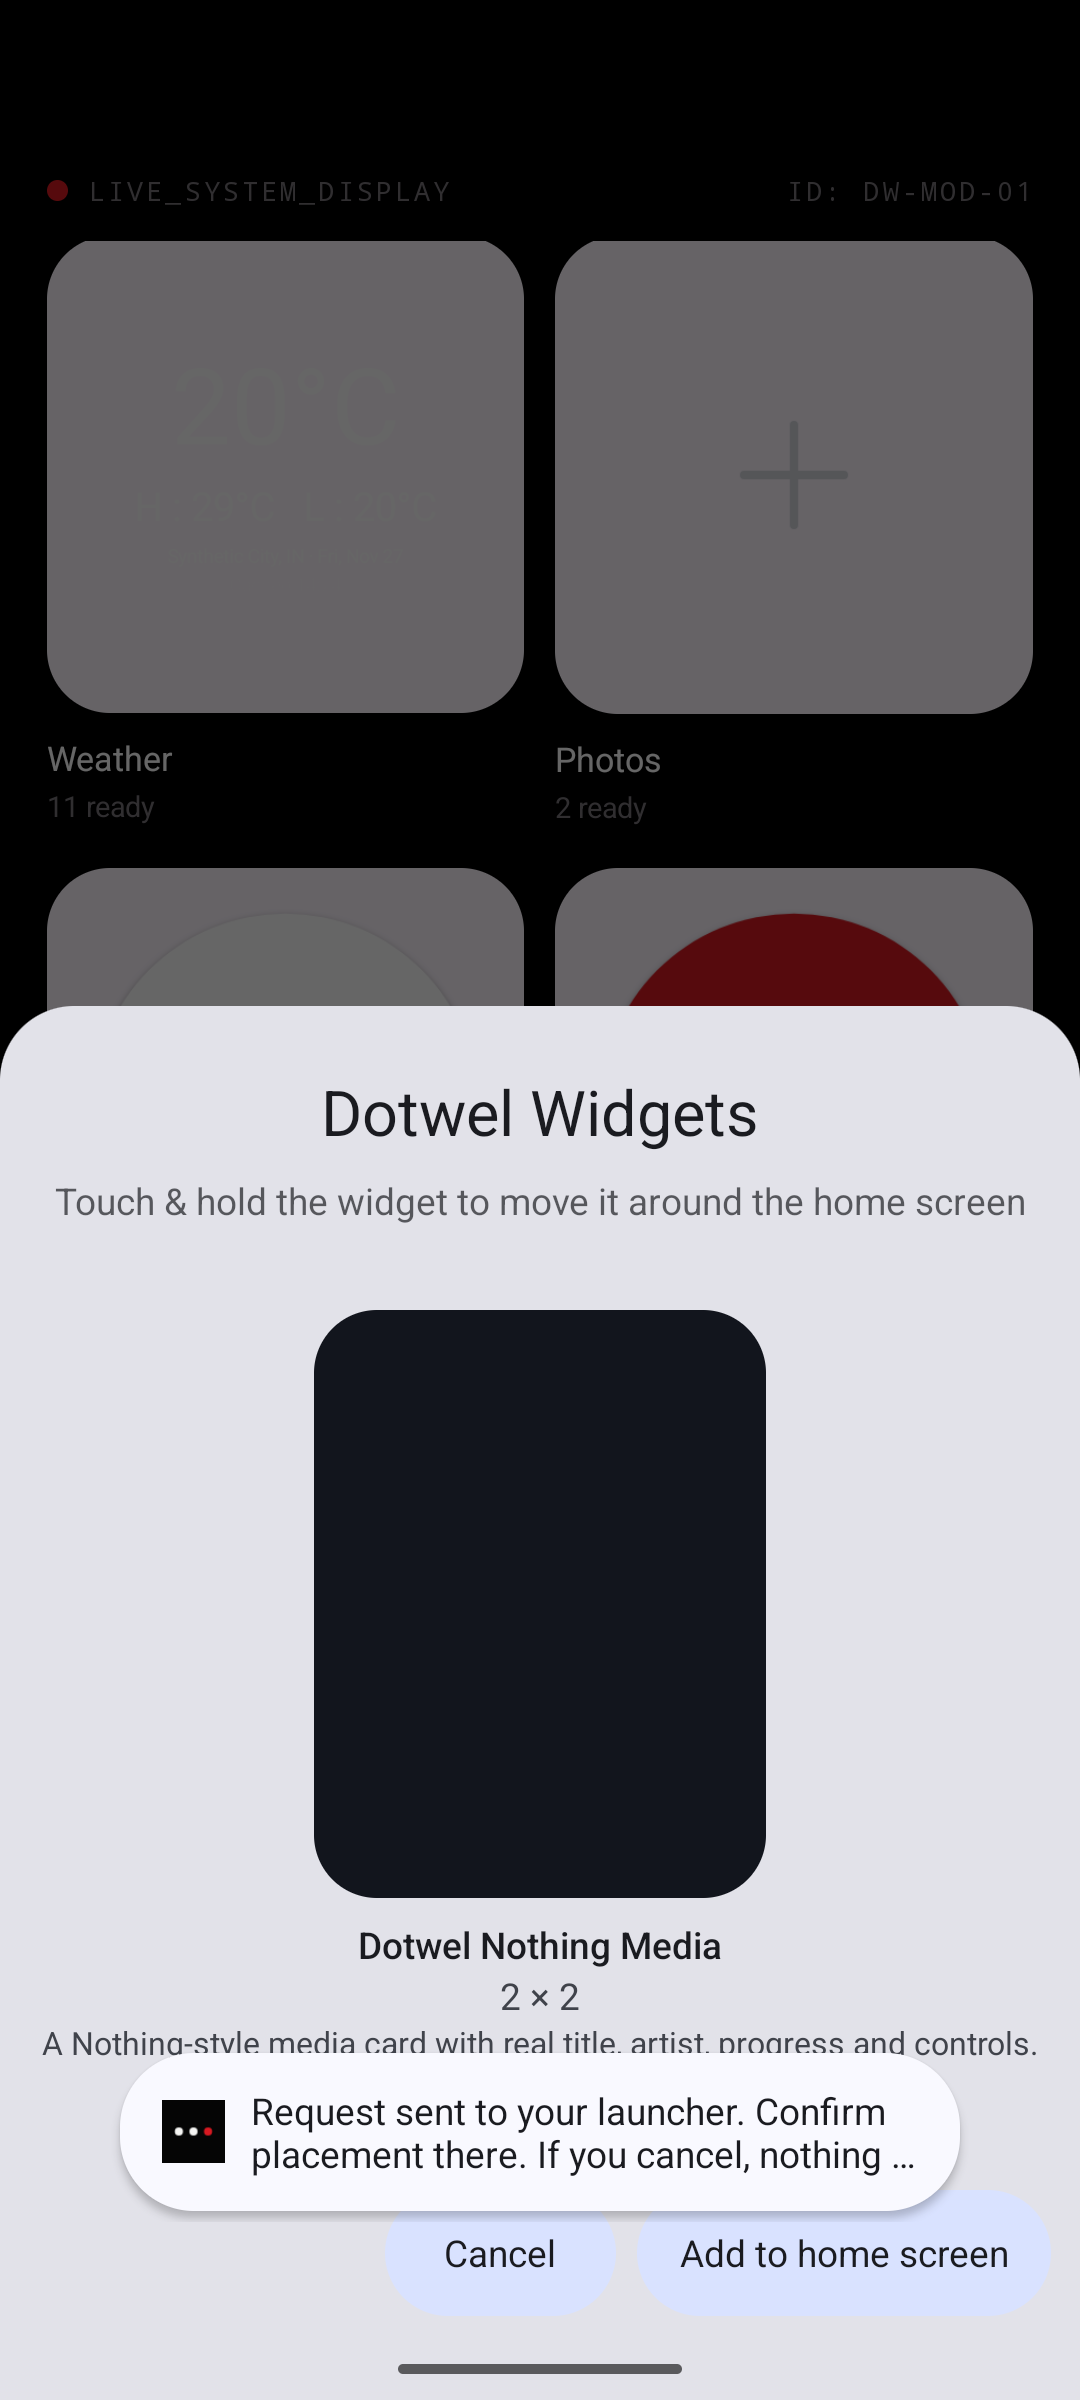 LIVE_SYSTEM_DISPLAY
ID: DW-MOD-01
20°C
H : 29°C L : 20°C
Weather
11 ready
Photos
2 ready
Dotwel Widgets
Touch & hold the widget to move it around the home screen
Dotwel Nothing Media
2 × 2
A Nothing-style media card with real title, artist, progress and controls.
Request sent to your launcher. Confirm
placement there. If you cancel, nothing …
Cancel
Add to home screen